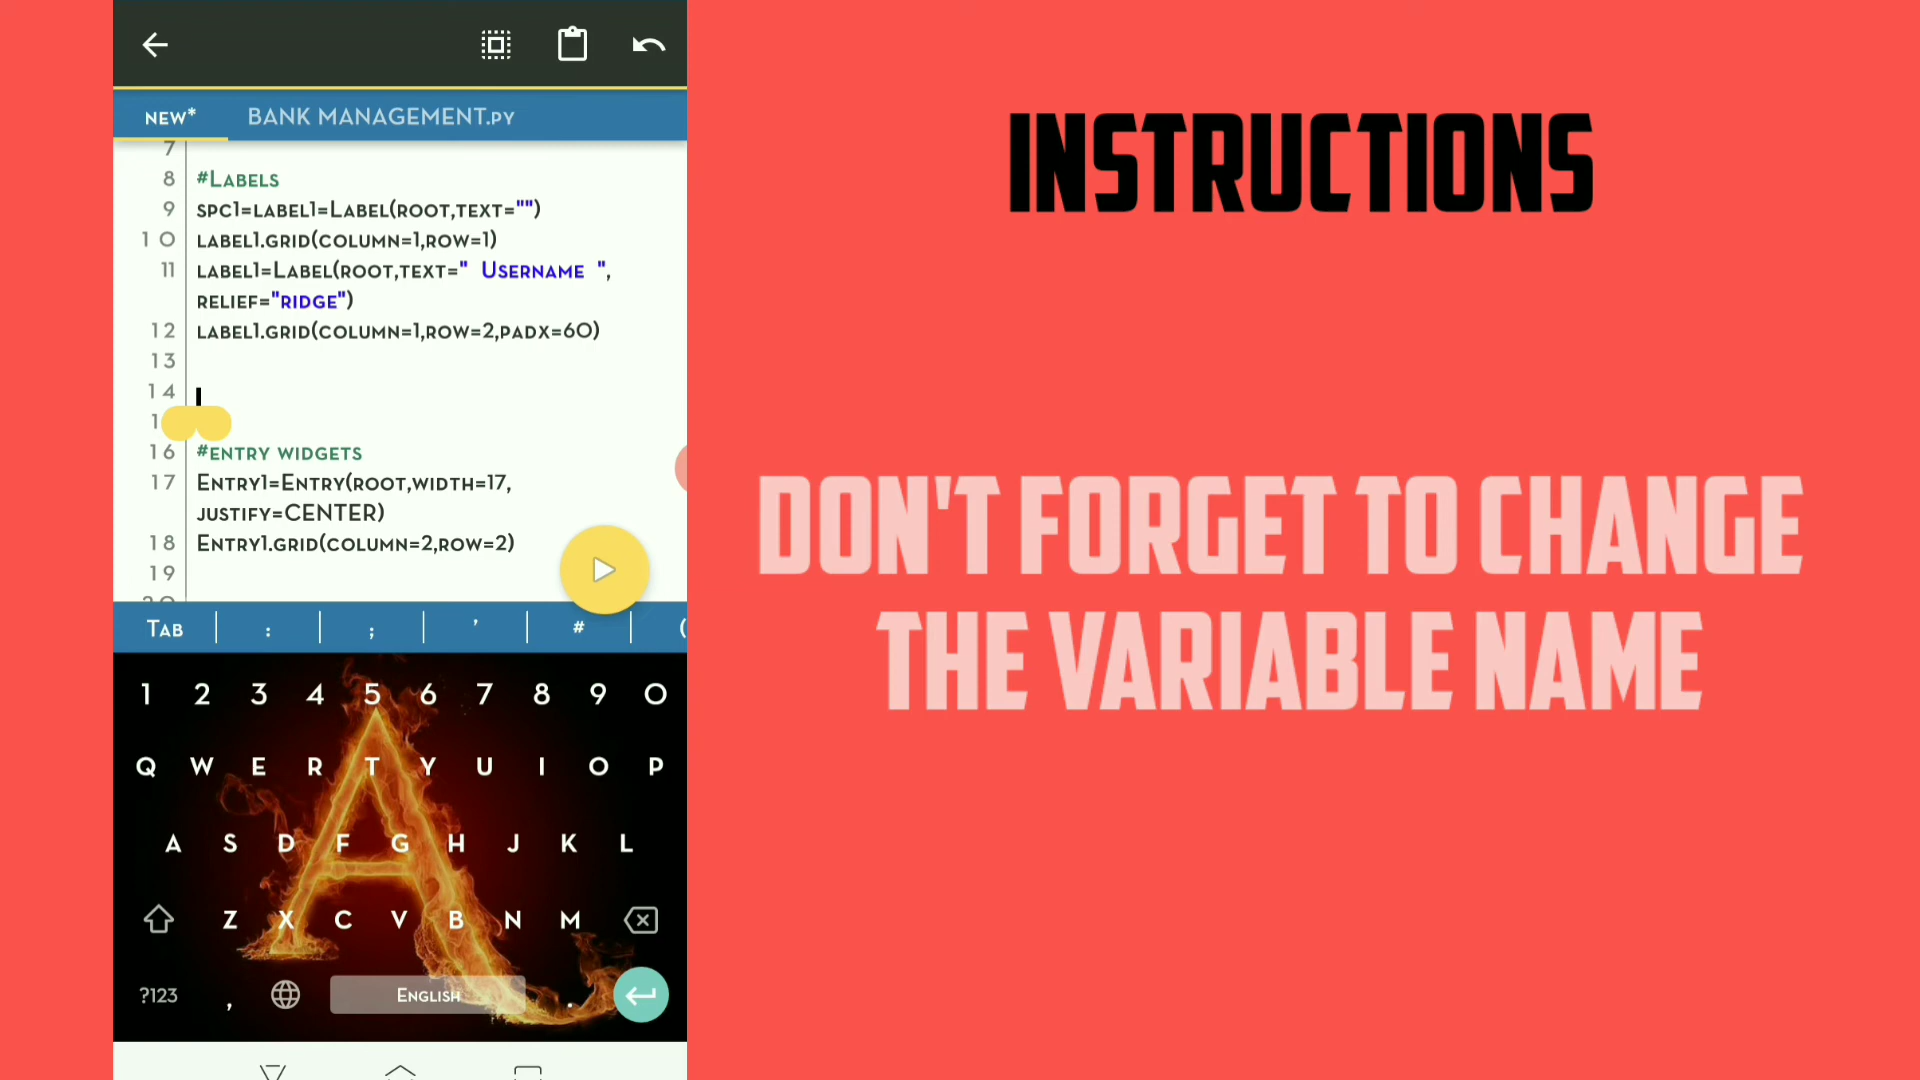 NEW* BANK MANAGEMENT.PY
7
8 #LABELS
9 SPC1=LABEL1=LABEL(ROOT,TEXT="")
10 LABEL1.GRID(COLUMN=1,ROW=1)
11 LABEL1=LABEL(ROOT,TEXT=" USERNAME ",
RELIEF="RIDGE")
12 LABEL1.GRID(COLUMN=1,ROW=2,PADX=60)
13
14
1
16 #ENTRY WIDGETS
17 ENTRY1=ENTRY(ROOT,WIDTH=17,
JUSTIFY=CENTER)
18 ENTRY1.GRID(COLUMN=2,ROW=2)
19
TAB : ; ' # (
1 2 3 4 5 6 7 8 9 0
Q W E R T Y U I O P
A S D F G H J K L
Z X C V B N M
?123 , ENGLISH .
INSTRUCTIONS
DON'T FORGET TO CHANGE
THE VARIABLE NAME